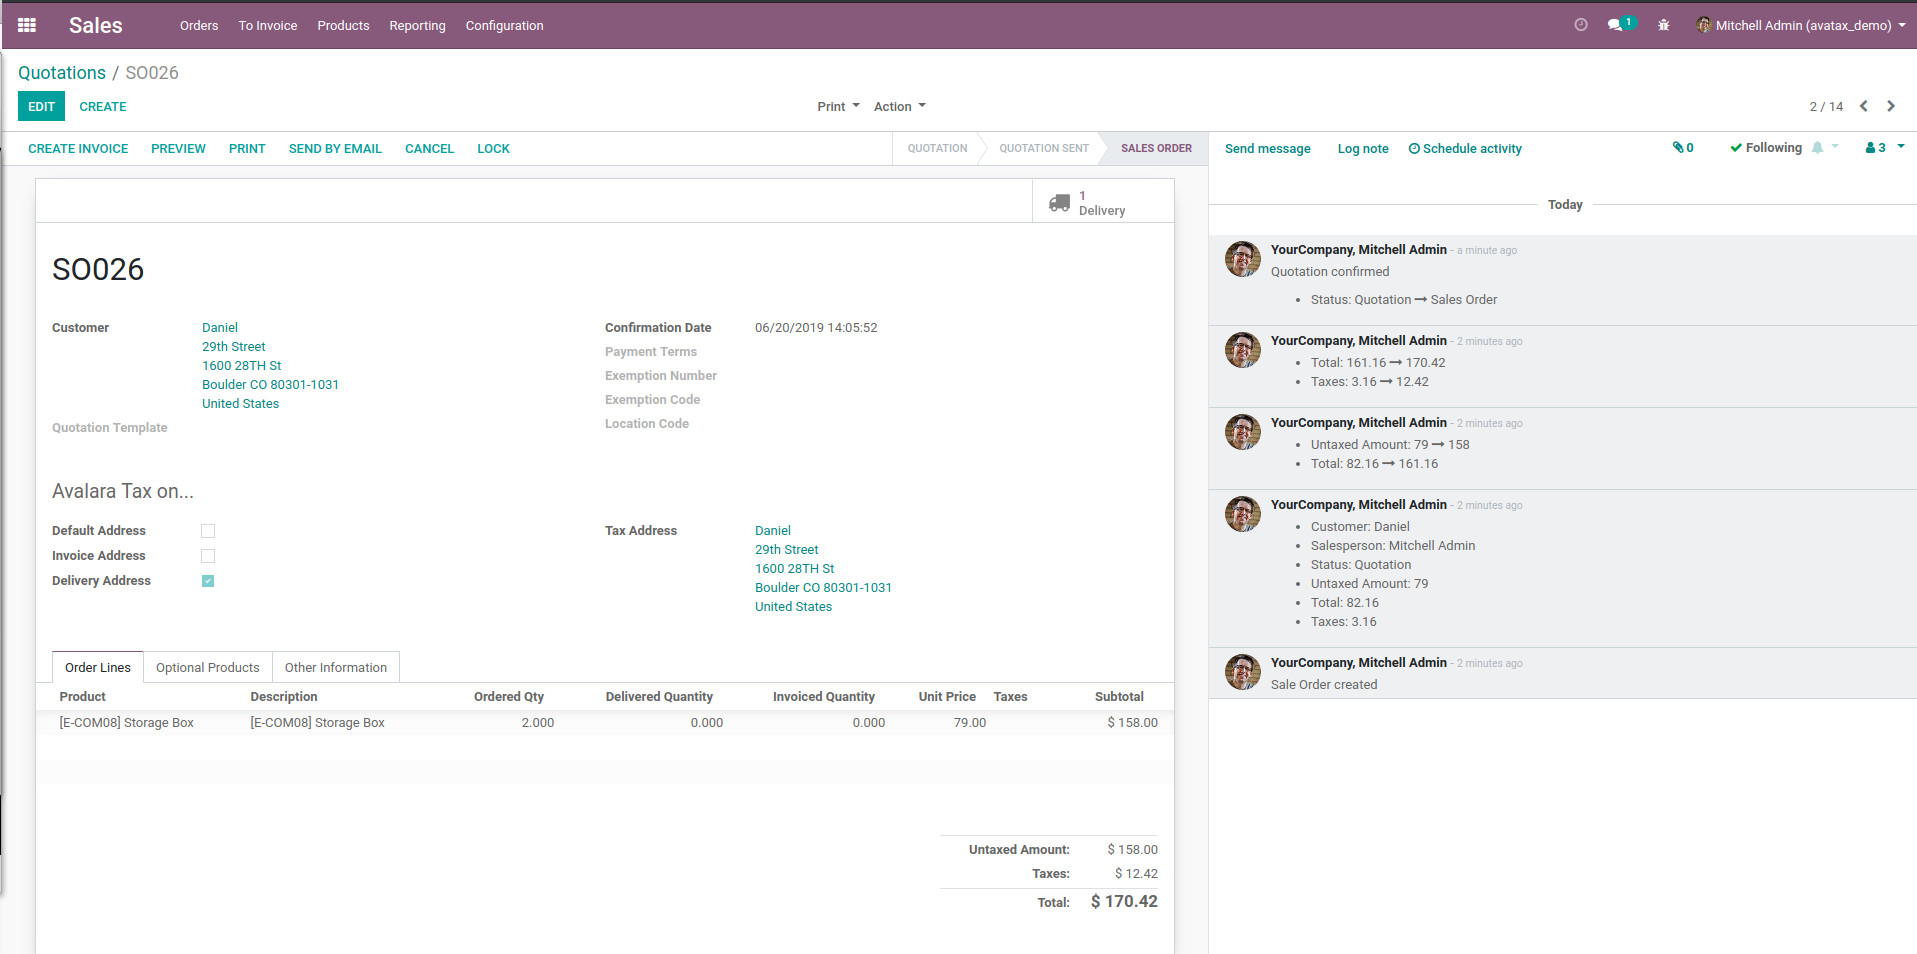 Sales Orders To Invoice Products Reporting Configuration 1 Mitchell Admin (avatax_demo)
Quotations / SO026
EDIT CREATE Print Action 2 / 14
CREATE INVOICE PREVIEW PRINT SEND BY EMAIL CANCEL LOCK QUOTATION QUOTATION SENT SALES ORDER
1
Delivery
SO026
Customer Daniel
29th Street
1600 28TH St
Boulder CO 80301-1031
United States
Quotation Template
Confirmation Date 06/20/2019 14:05:52
Payment Terms
Exemption Number
Exemption Code
Location Code
Avalara Tax on...
Default Address
Invoice Address
Delivery Address
Tax Address Daniel
29th Street
1600 28TH St
Boulder CO 80301-1031
United States
Order Lines Optional Products Other Information
Product Description Ordered Qty Delivered Quantity Invoiced Quantity Unit Price Taxes Subtotal
[E-COM08] Storage Box [E-COM08] Storage Box 2.000 0.000 0.000 79.00 $ 158.00
Untaxed Amount: $ 158.00
Taxes: $ 12.42
Total: $ 170.42
Send message Log note Schedule activity 0 Following 3
Today
YourCompany, Mitchell Admin - a minute ago
Quotation confirmed
• Status: Quotation → Sales Order
YourCompany, Mitchell Admin - 2 minutes ago
• Total: 161.16 → 170.42
• Taxes: 3.16 → 12.42
YourCompany, Mitchell Admin - 2 minutes ago
• Untaxed Amount: 79 → 158
• Total: 82.16 → 161.16
YourCompany, Mitchell Admin - 2 minutes ago
• Customer: Daniel
• Salesperson: Mitchell Admin
• Status: Quotation
• Untaxed Amount: 79
• Total: 82.16
• Taxes: 3.16
YourCompany, Mitchell Admin - 2 minutes ago
Sale Order created